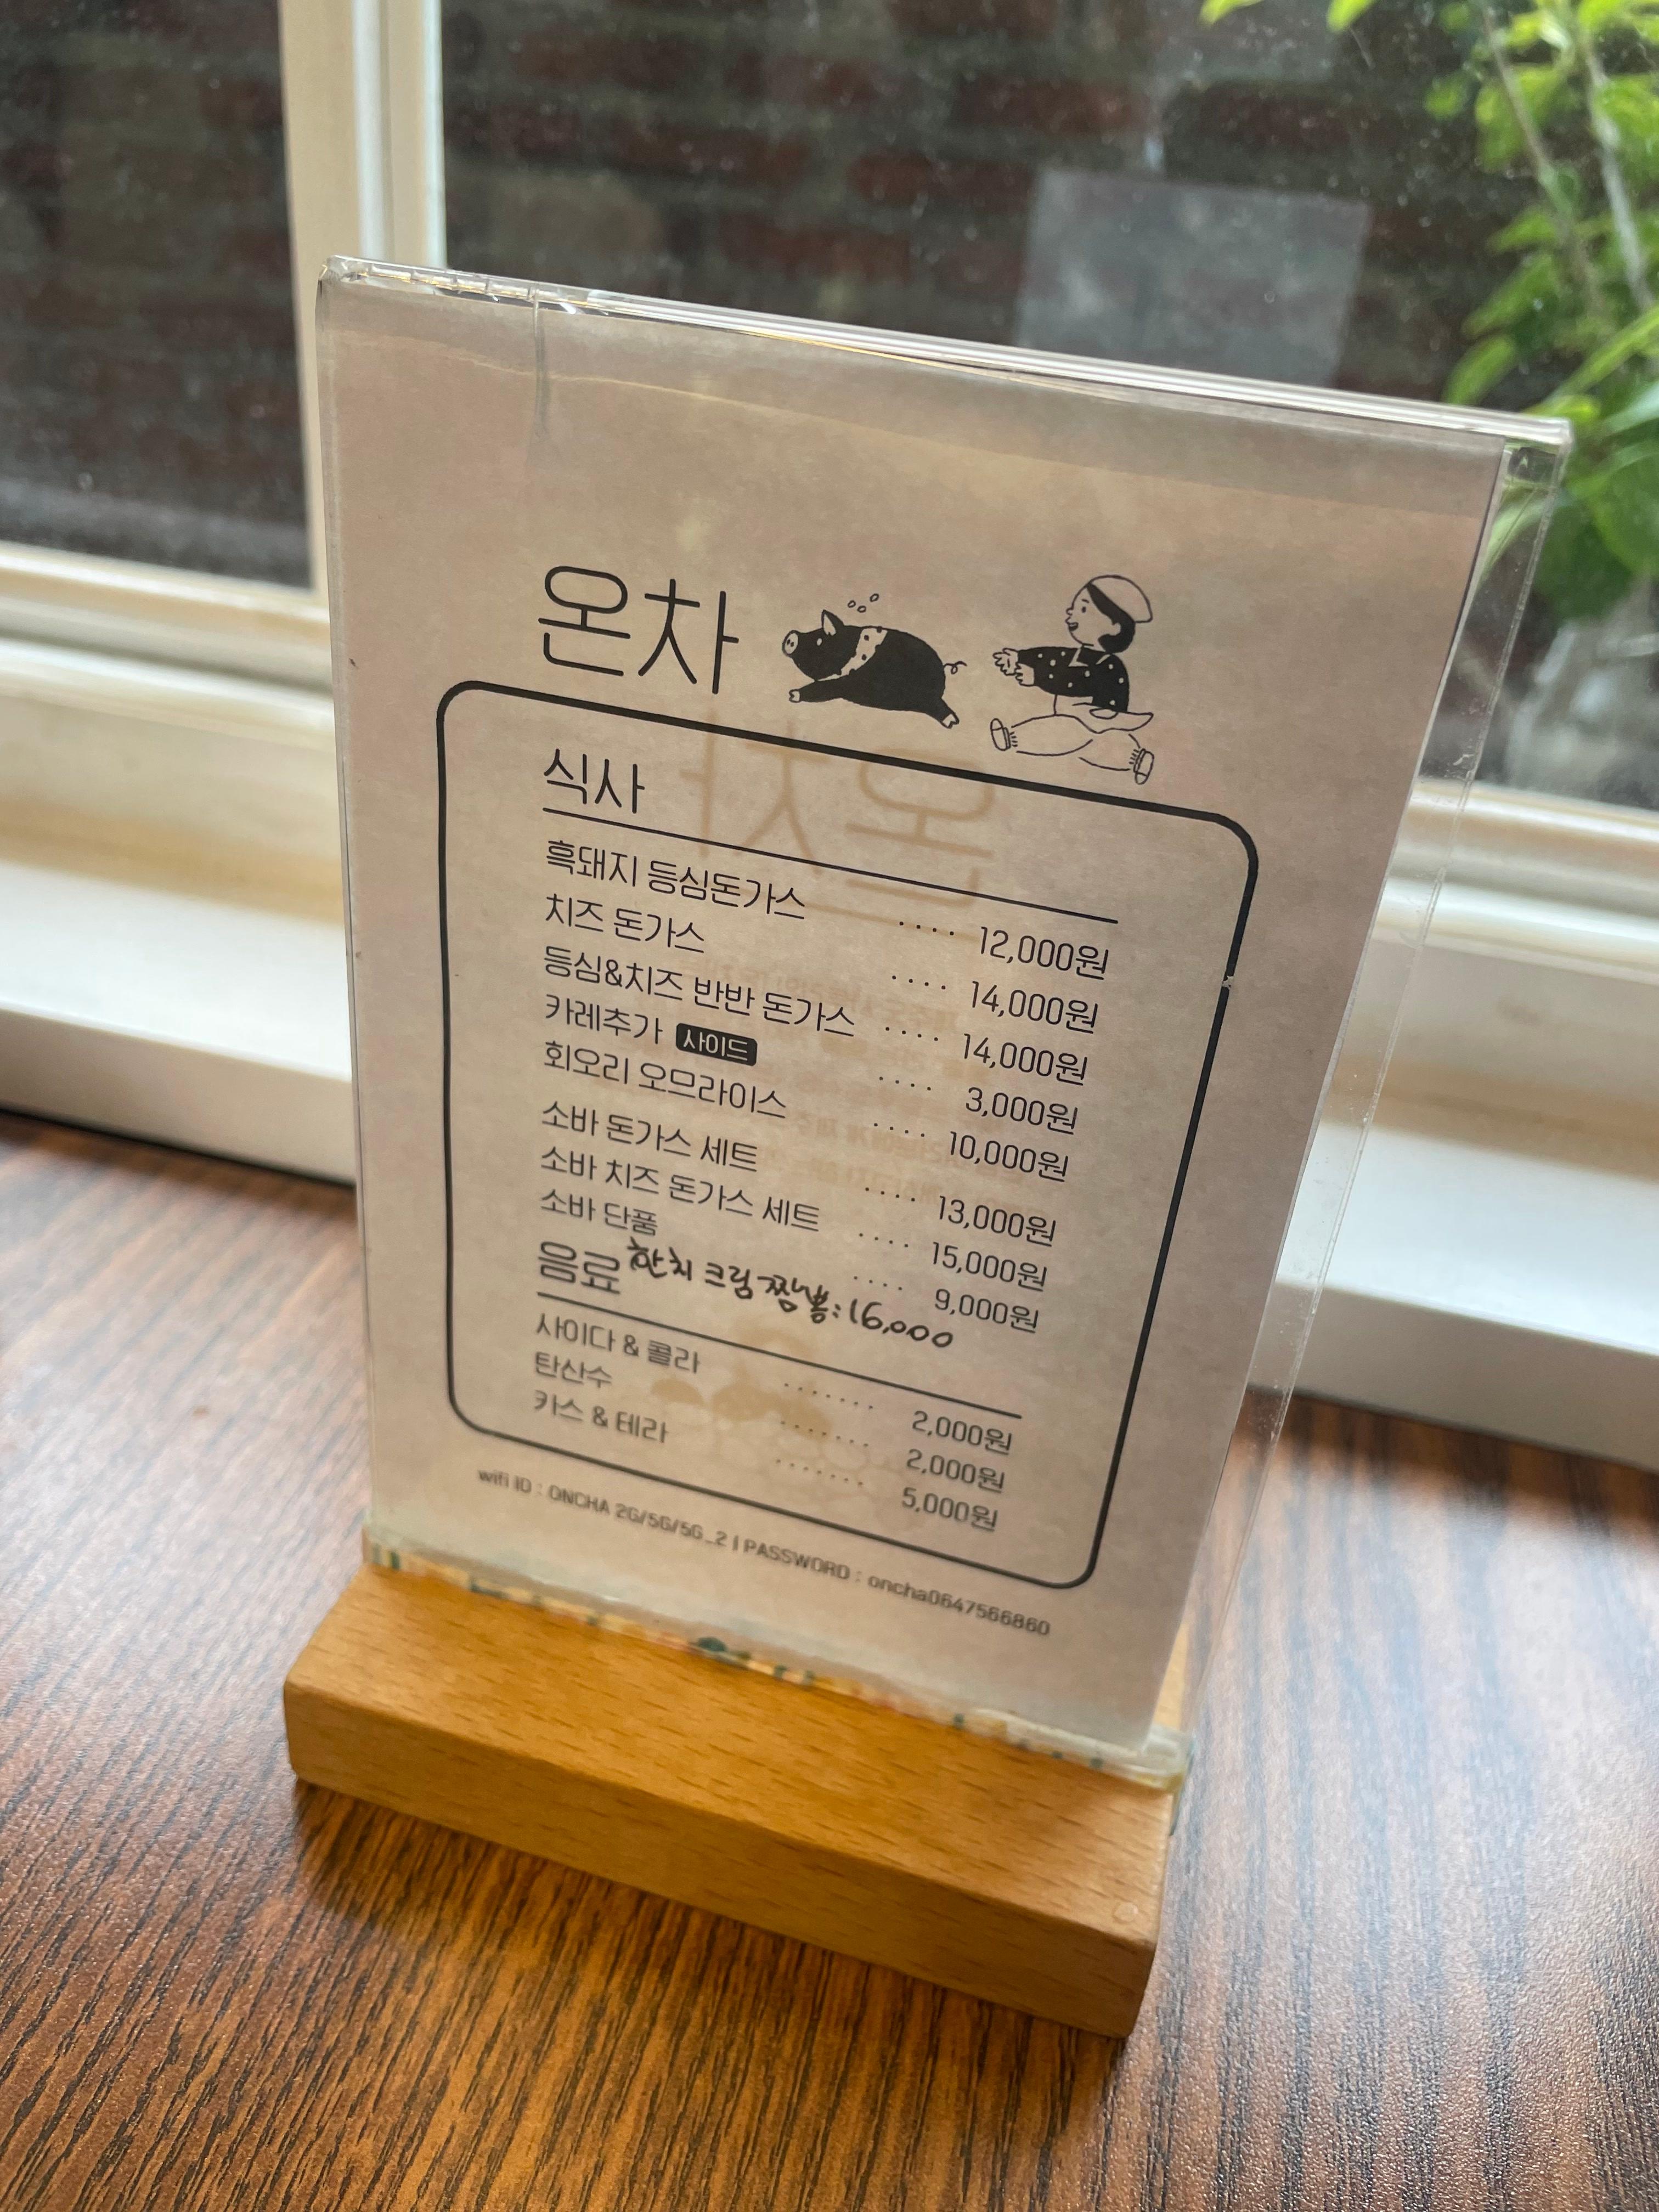 온차
식사
흑돼지 등심돈가스 .... 12,000원
치즈 돈가스 .... 14,000원
등심&치즈 반반 돈가스 .... 14,000원
카레추가 사이드 .... 3,000원
회오리 오므라이스 .... 10,000원
소바 돈가스 세트 .... 13,000원
소바 치즈 돈가스 세트 .... 15,000원
소바 단품 .... 9,000원
한치 크림 짬뽕 : 16,000
음료
사이다 & 콜라 ....... 2,000원
탄산수 ....... 2,000원
카스 & 테라 ....... 5,000원
wifi ID : ONCHA 2G/5G/5G_2 | PASSWORD : oncha0647566860